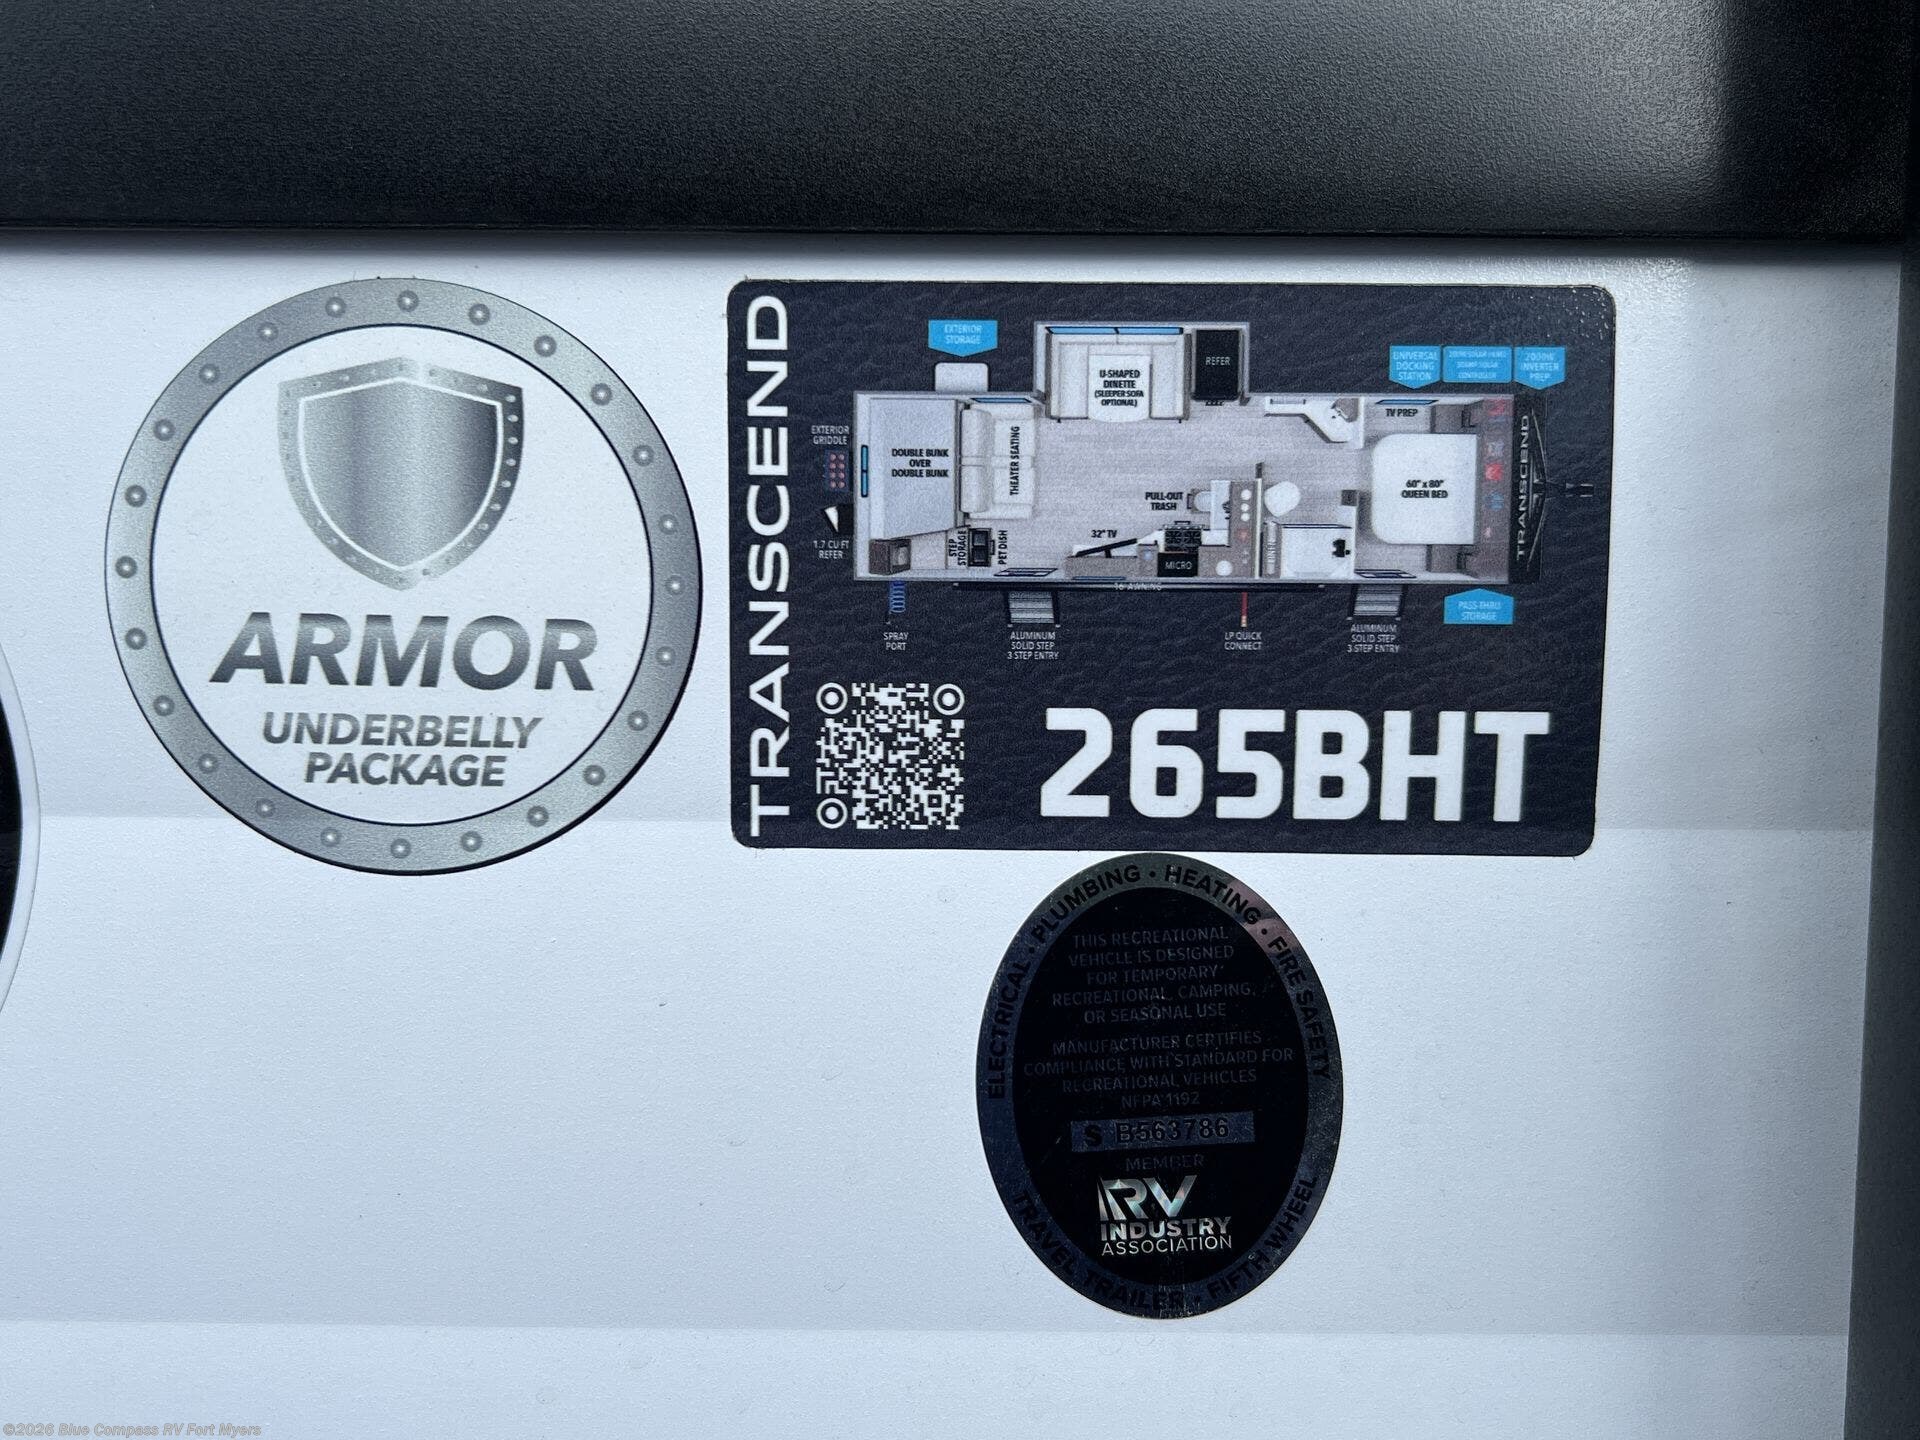 ARMOR
UNDERBELLY
PACKAGE
TRANSCEND
EXTERIOR
STORAGE
UNIVERSAL
DOCKING
STATION
2000W
INVERTER
PREP
U-SHAPED
DINETTE
(SLEEPER SOFA
OPTIONAL)
REFER
TV PREP
EXTERIOR
GRIDDLE
DOUBLE BUNK
OVER
DOUBLE BUNK
THEATER SEATING
PULL-OUT
TRASH
60" x 80"
QUEEN BED
TRANSCEND
1.7 CU FT
REFER
STEP
STORAGE
PET DISH
32" TV
MICRO
16' AWNING
PASS-THRU
STORAGE
SPRAY
PORT
ALUMINUM
SOLID STEP
3 STEP ENTRY
LP QUICK
CONNECT
ALUMINUM
SOLID STEP
3 STEP ENTRY
265BHT
ELECTRICAL • PLUMBING • HEATING • FIRE SAFETY
THIS RECREATIONAL
VEHICLE IS DESIGNED
FOR TEMPORARY
RECREATIONAL, CAMPING,
OR SEASONAL USE
MANUFACTURER CERTIFIES
COMPLIANCE WITH STANDARD FOR
RECREATIONAL VEHICLES
NFPA 1192
S B563786
MEMBER
RV
INDUSTRY
ASSOCIATION
TRAVEL TRAILER • FIFTH WHEEL
©2026 Blue Compass RV Fort Myers